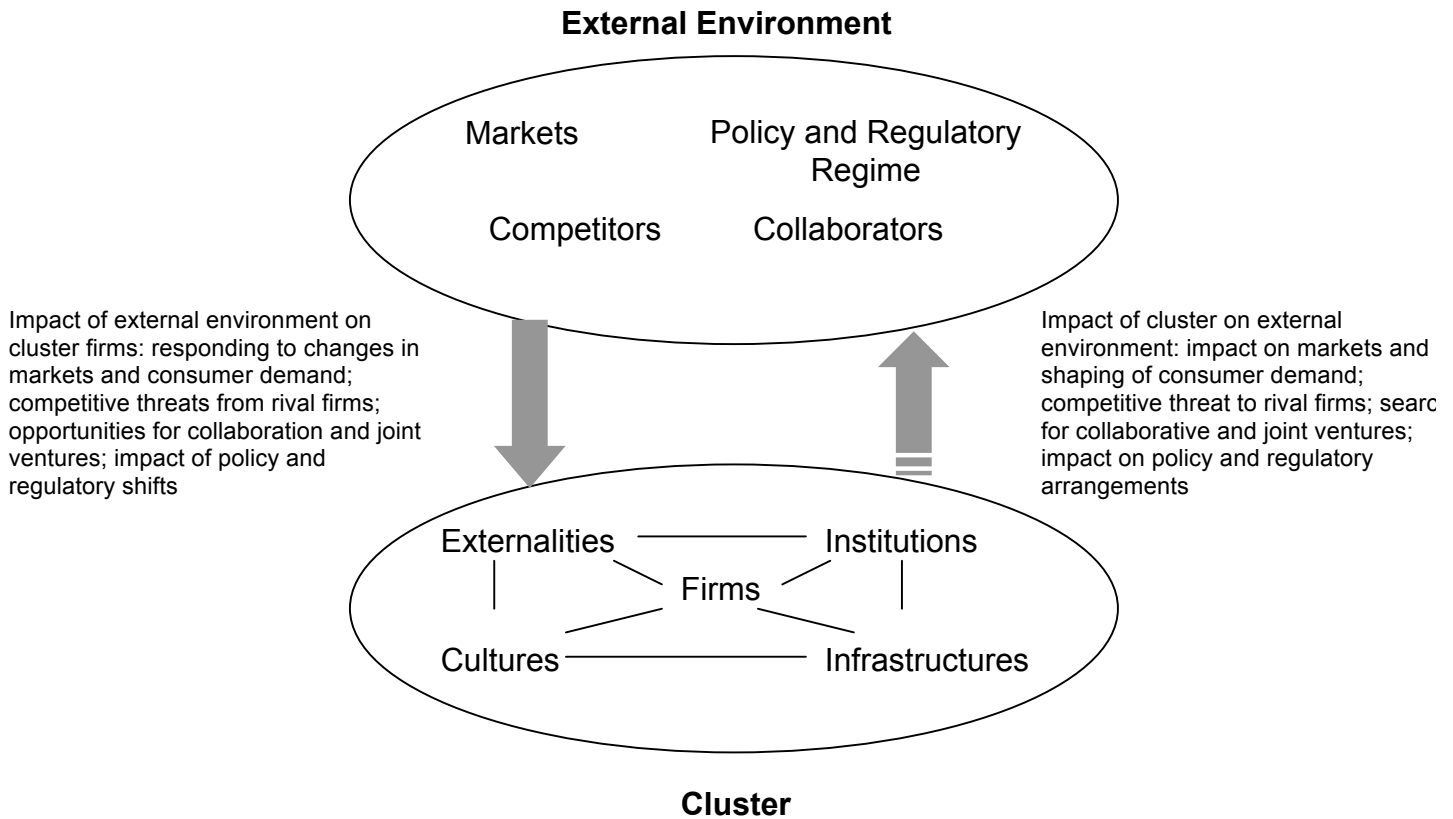 External Environment
Markets
Policy and Regulatory
Regime
Competitors
Collaborators
Impact of external environment on
cluster firms: responding to changes in
markets and consumer demand;
competitive threats from rival firms;
opportunities for collaboration and joint
ventures; impact of policy and
regulatory shifts
Impact of cluster on external
environment: impact on markets and
shaping of consumer demand;
competitive threat to rival firms;
for collaborative and joint ventures;
impact on policy and regulatory
arrangements
Externalities
Institutions
Firms
Cultures
Infrastructures
Cluster